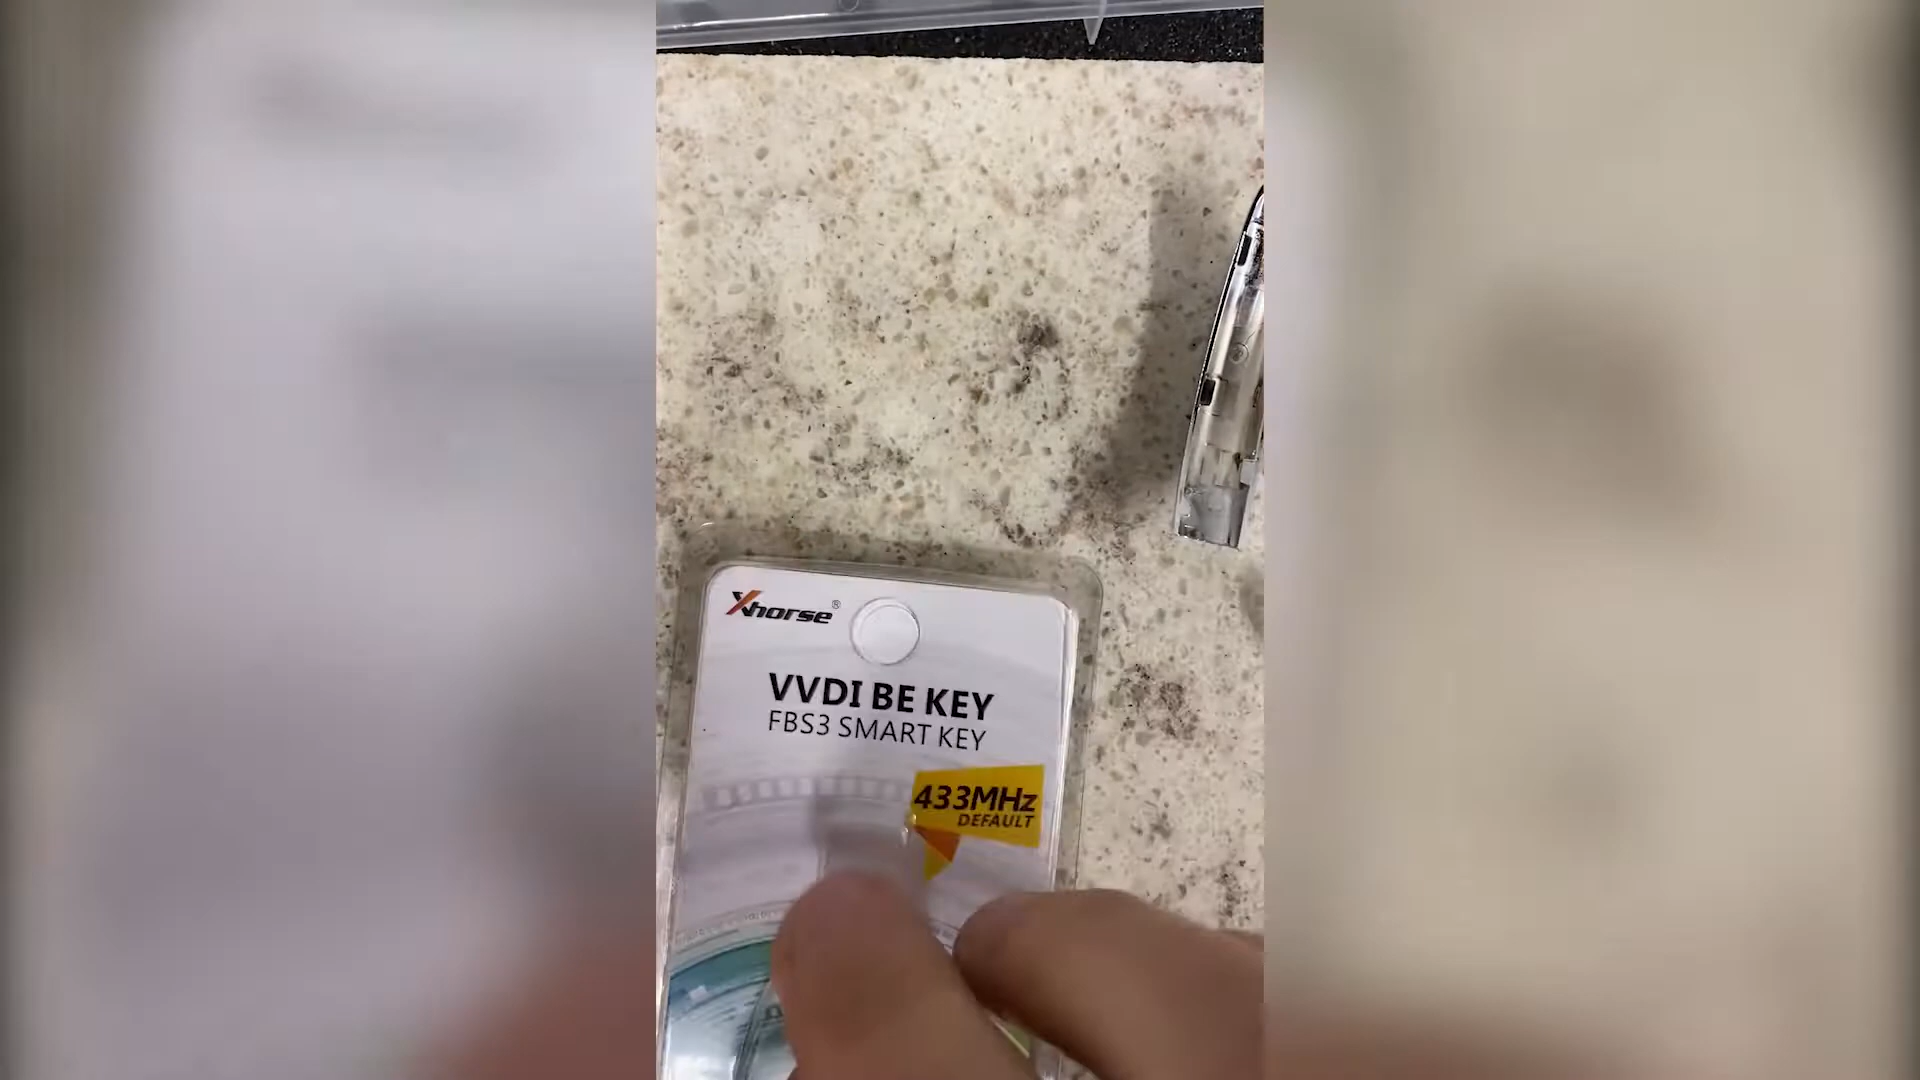 Xhorse®
VVDI BE KEY
FBS3 SMART KEY
433MHz
DEFAULT